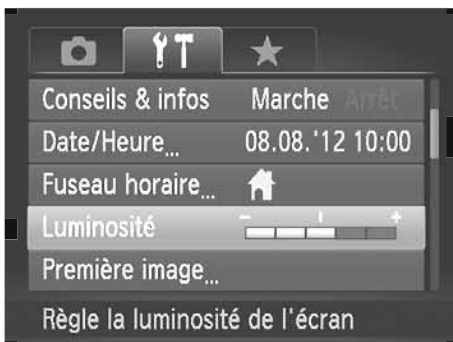 Conseils & infos Marche Arrêt
Date/Heure... 08.08.'12 10:00
Fuseau horaire...
Luminosité - +
Première image...
Règle la luminosité de l'écran